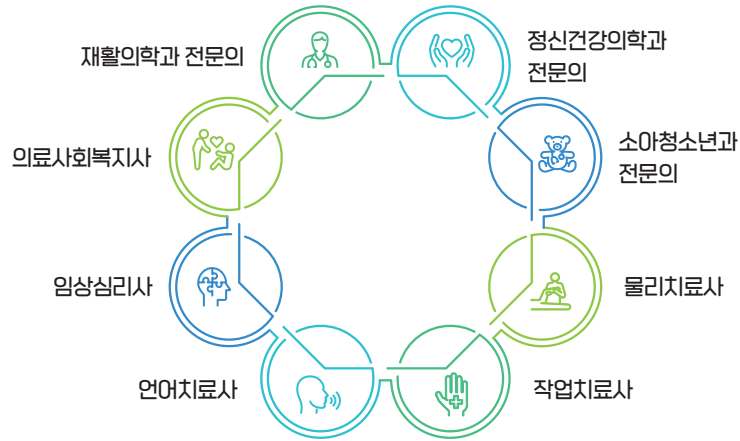 재활의학과 전문의
정신건강의학과
전문의
의료사회복지사
소아청소년과
전문의
임상심리사
물리치료사
언어치료사
작업치료사